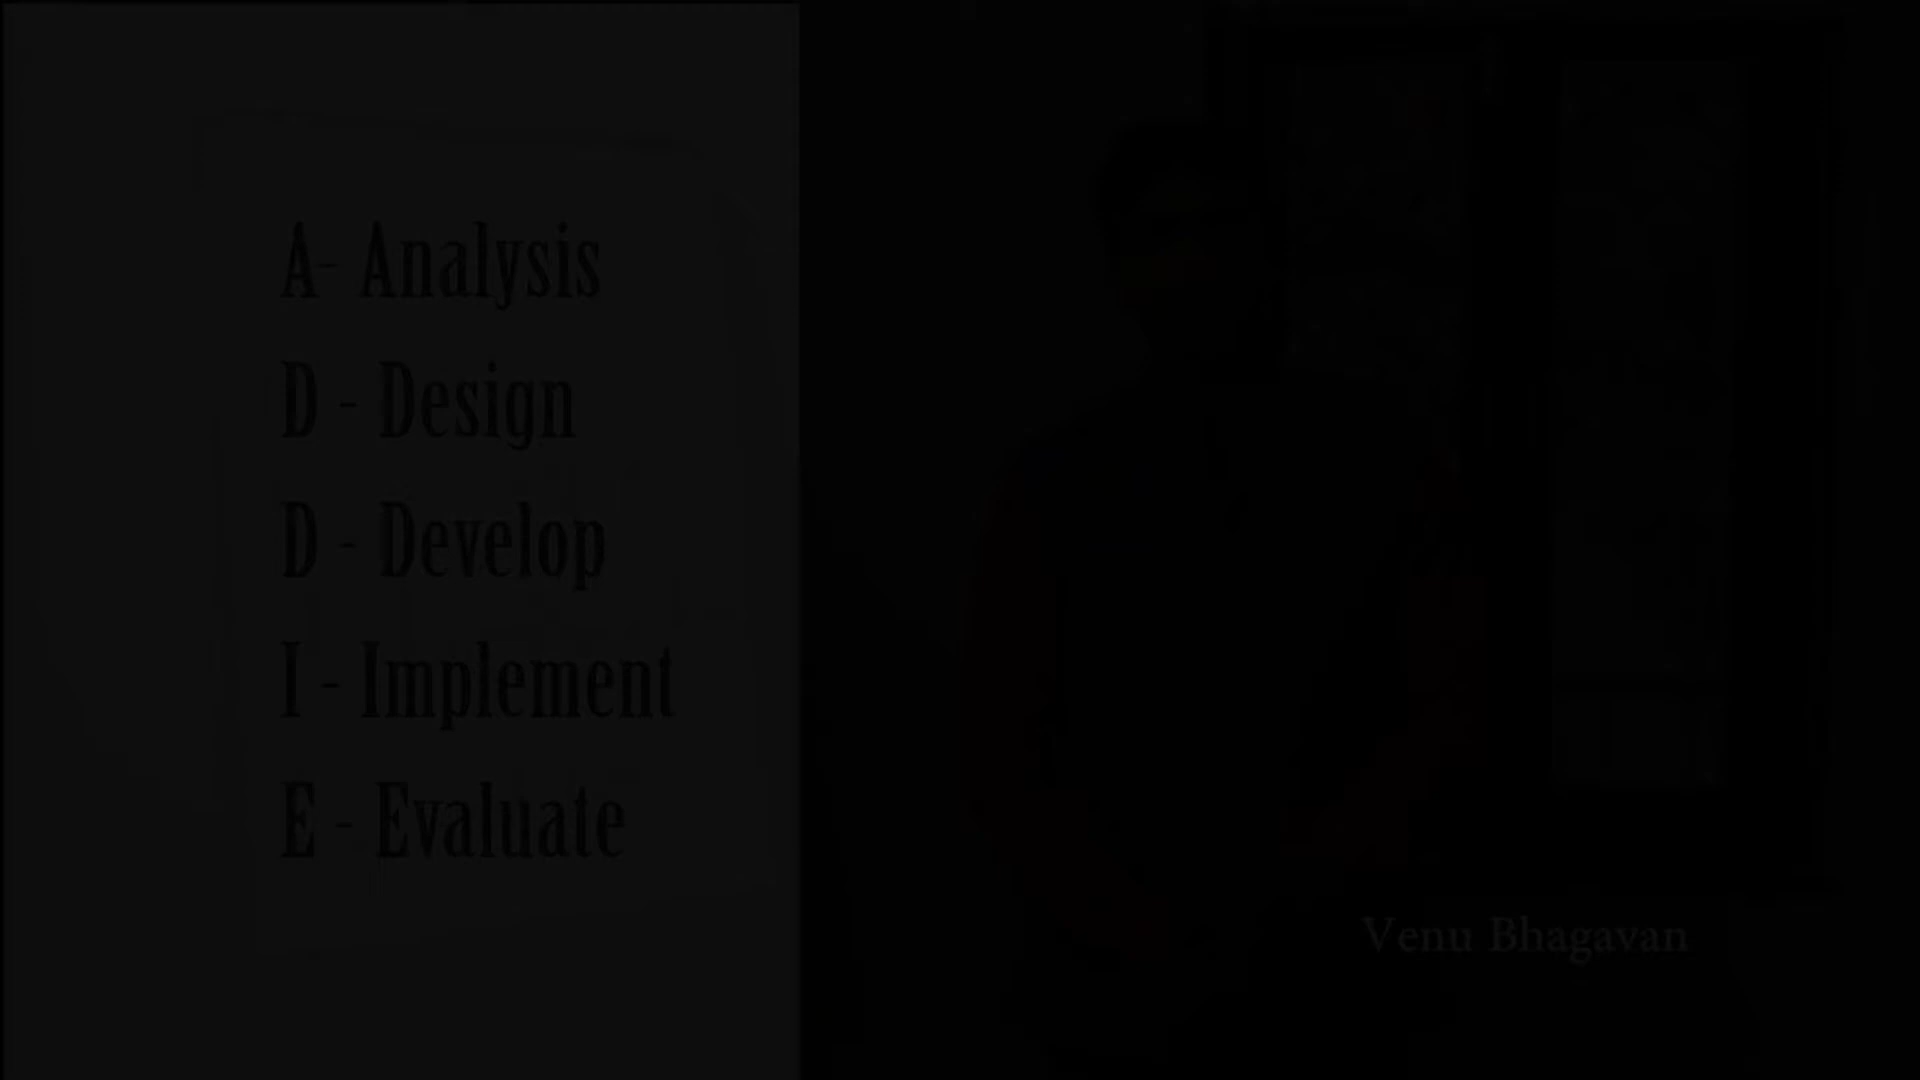 A- Analysis
D - Design
D - Develop
I - Implement
E - Evaluate
Venu Bhagavan